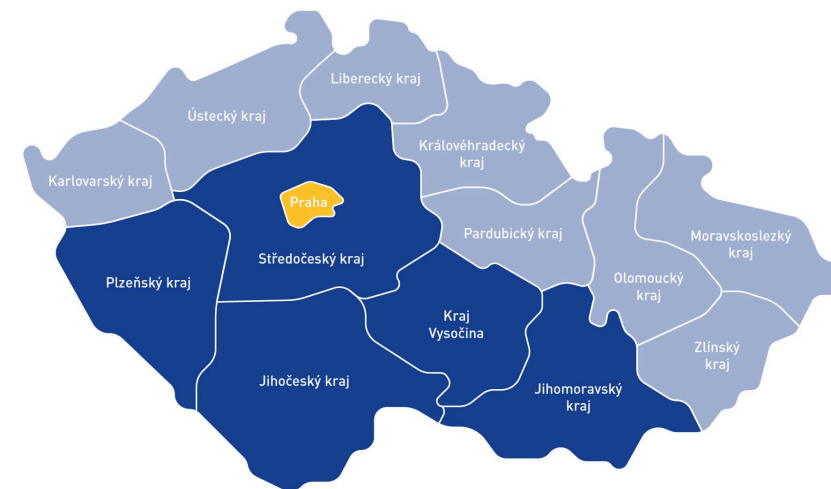 Liberecký kraj
Ústecký kraj
Královéhradecký
kraj
Karlovarský kraj
Praha
Pardubický kraj
Moravskoslezký
kraj
Středočeský kraj
Plzeňský kraj
Olomoucký
kraj
Kraj
Vysočina
Zlínský
kraj
Jihočeský kraj
Jihomoravský
kraj